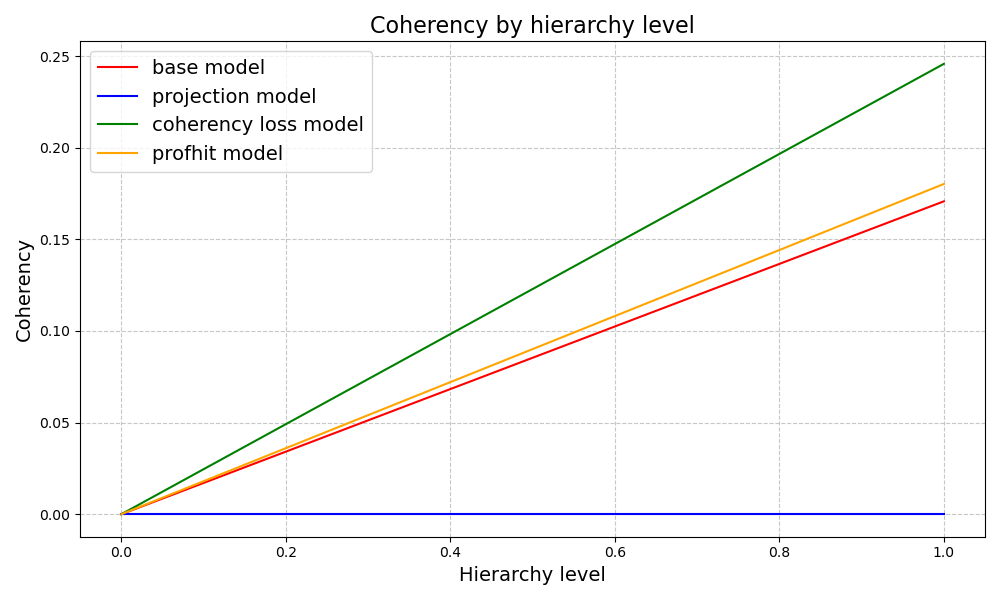 Coherency by hierarchy level
base model
projection model
coherency loss model
profhit model
0.25
0.20
0.15
0.10
0.05
0.00
Coherency
0.0 0.2 0.4 0.6 0.8 1.0
Hierarchy level